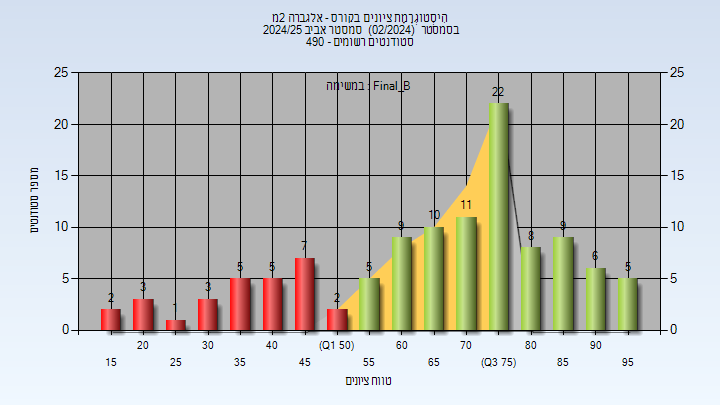 הִיסְטוֹגְרָמַת ציונים בקורס - אלגברה 2מ
בסמסטר (02/2024) סמסטר אביב 2024/25
סטודנטים רשומים - 490
במשימה : Final_B
מספר סטודנטים
25 25
20 20
15 15
10 10
5 5
0 0
2 3 1 3 5 5 7 2 5 9 10 11 22 8 9 6 5
20 30 40 (Q1 50) 60 70 80 90
15 25 35 45 55 65 (Q3 75) 85 95
טווח ציונים